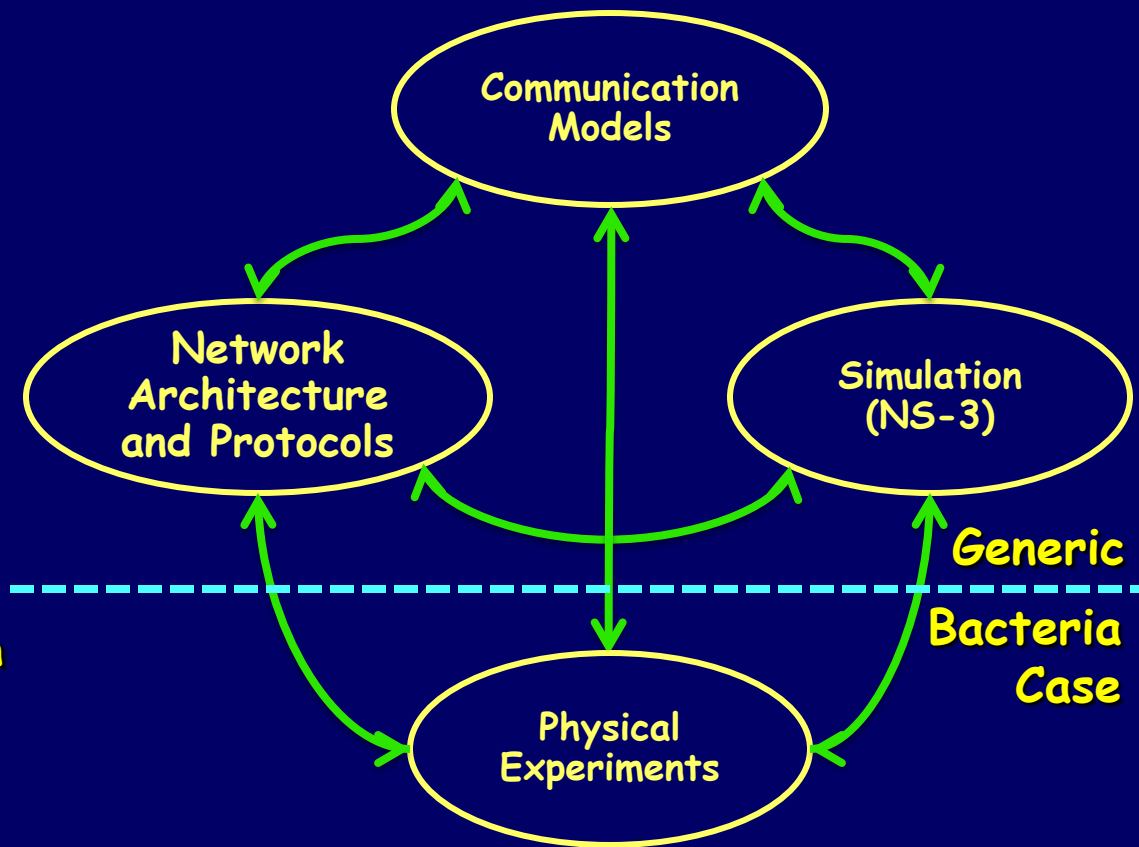 Communication
Models
Network
Architecture
and Protocols
Simulation
(NS-3)
Generic
Bacteria
Case
Physical
Experiments